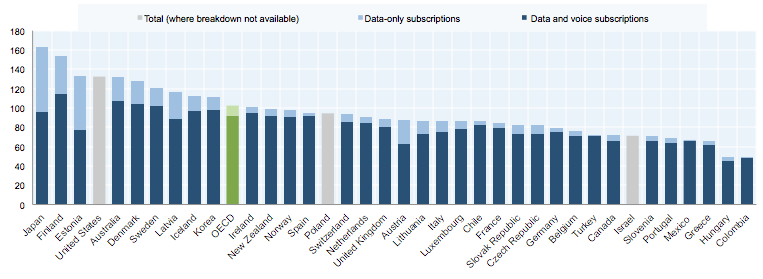 Total (where breakdown not available) Data-only subscriptions Data and voice subscriptions
180
160
140
120
100
80
60
40
20
0
Japan
Finland
Estonia
United States
Australia
Denmark
Sweden
Latvia
Iceland
Korea
OECD
Ireland
New Zealand
Norway
Spain
Poland
Switzerland
Netherlands
United Kingdom
Austria
Lithuania
Italy
Luxembourg
Chile
France
Slovak Republic
Czech Republic
Germany
Belgium
Turkey
Canada
Israel
Slovenia
Portugal
Mexico
Greece
Hungary
Colombia